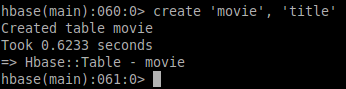 hbase(main):060:0> create 'movie', 'title'
Created table movie
Took 0.6233 seconds
=> Hbase::Table - movie
hbase(main):061:0>